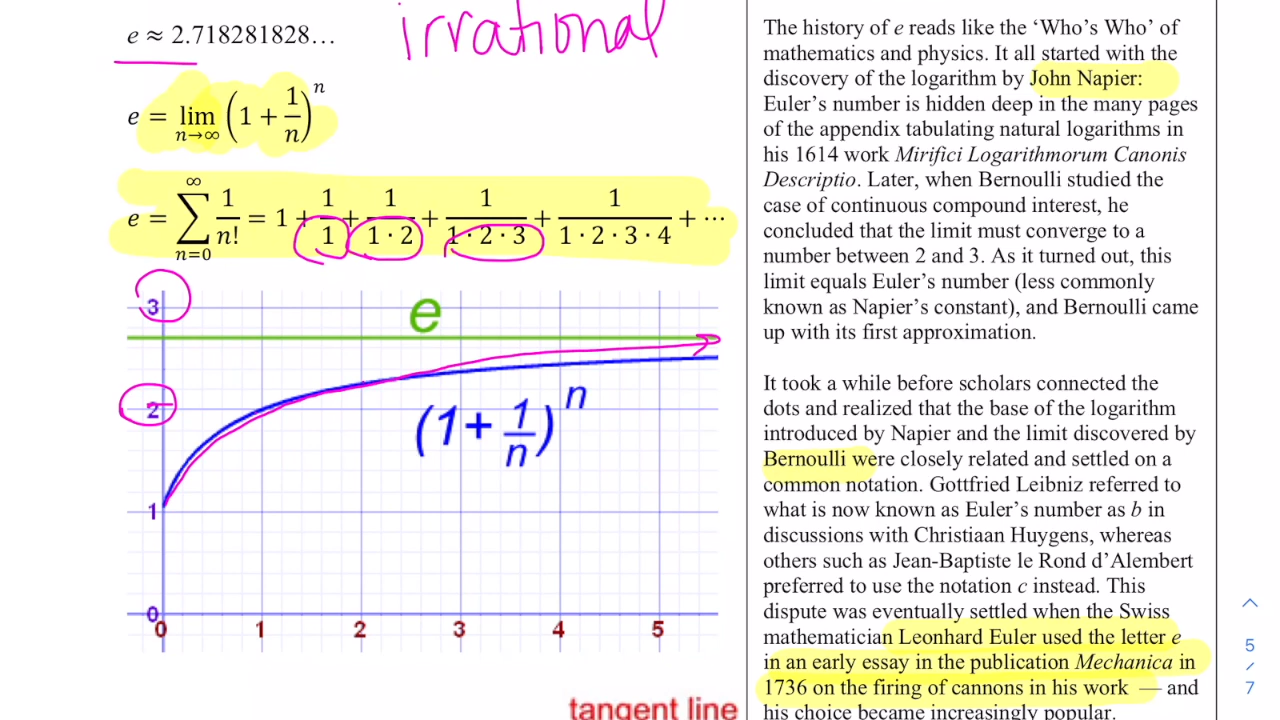 e ≈ 2.718281828…
irrational
e = lim n→∞ (1 + 1/n)^n
e = ∑ n=0 ∞ 1/n! = 1 + 1/1 + 1/(1 · 2) + 1/(1 · 2 · 3) + 1/(1 · 2 · 3 · 4) + ⋯
3
e
2
(1 + 1/n)^n
1
0
0 1 2 3 4 5
tangent line
The history of e reads like the ‘Who’s Who’ of
mathematics and physics. It all started with the
discovery of the logarithm by John Napier:
Euler’s number is hidden deep in the many pages
of the appendix tabulating natural logarithms in
his 1614 work Mirifici Logarithmorum Canonis
Descriptio. Later, when Bernoulli studied the
case of continuous compound interest, he
concluded that the limit must converge to a
number between 2 and 3. As it turned out, this
limit equals Euler’s number (less commonly
known as Napier’s constant), and Bernoulli came
up with its first approximation.
It took a while before scholars connected the
dots and realized that the base of the logarithm
introduced by Napier and the limit discovered by
Bernoulli were closely related and settled on a
common notation. Gottfried Leibniz referred to
what is now known as Euler’s number as b in
discussions with Christiaan Huygens, whereas
others such as Jean-Baptiste le Rond d’Alembert
preferred to use the notation c instead. This
dispute was eventually settled when the Swiss
mathematician Leonhard Euler used the letter e
in an early essay in the publication Mechanica in
1736 on the firing of cannons in his work — and
his choice became increasingly popular.
5
/
7